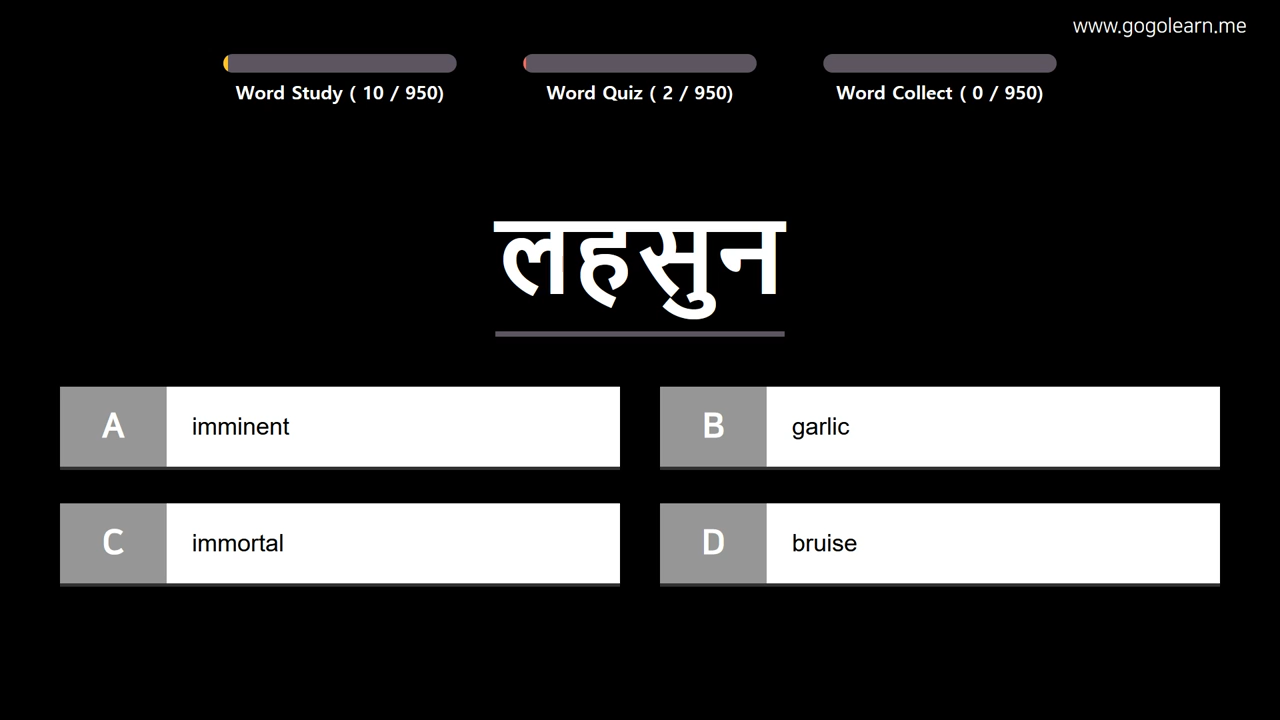 www.gogolearn.me
Word Study ( 10 / 950)
Word Quiz ( 2 / 950)
Word Collect ( 0 / 950)
लहसुन
A imminent
B garlic
C immortal
D bruise